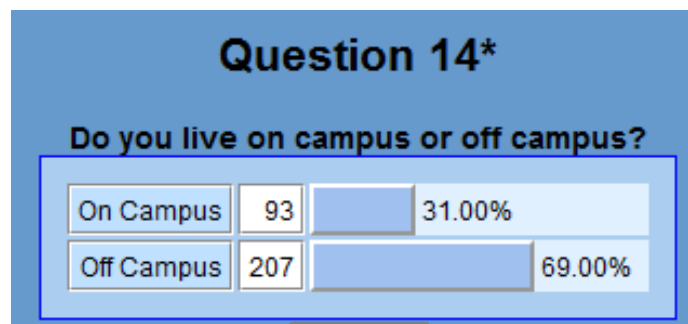 Question 14*
Do you live on campus or off campus?
On Campus 93 31.00%
Off Campus 207 69.00%